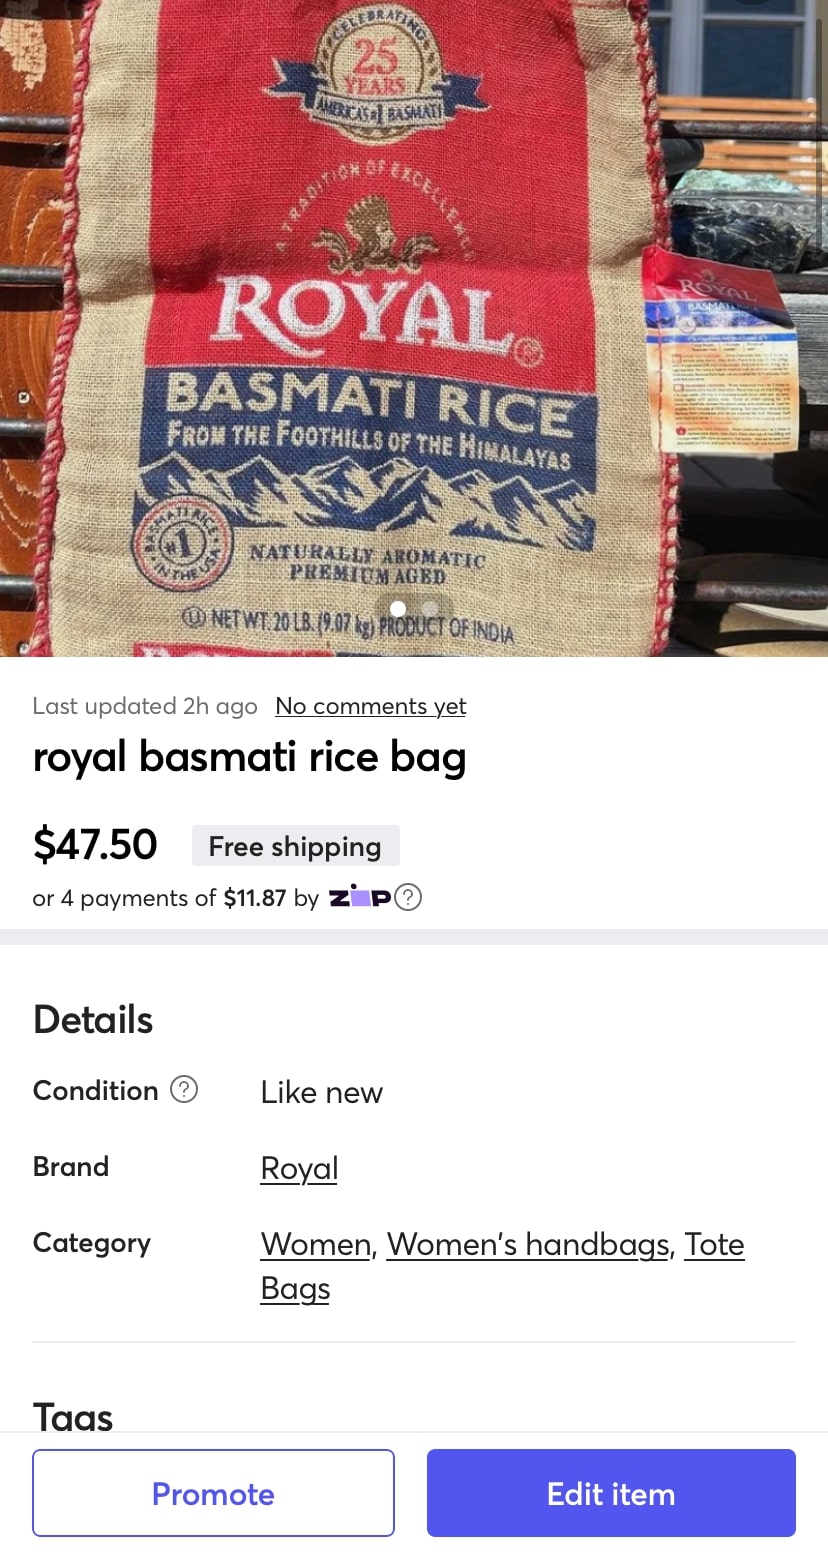 CELEBRATING
25
YEARS
AMERICA'S #1 BASMATI
A TRADITION OF EXCELLENCE
ROYAL®
BASMATI RICE
FROM THE FOOTHILLS OF THE HIMALAYAS
BASMATI RICE
#1
IN THE USA
NATURALLY AROMATIC
PREMIUM AGED
Ⓤ NET WT. 20 LB. (9.07 kg) PRODUCT OF INDIA
ROYAL
BASMATI
Last updated 2h ago No comments yet
royal basmati rice bag
$47.50 Free shipping
or 4 payments of $11.87 by ZIP ?
Details
Condition ? Like new
Brand Royal
Category Women, Women's handbags, Tote
Bags
Tags
Promote Edit item